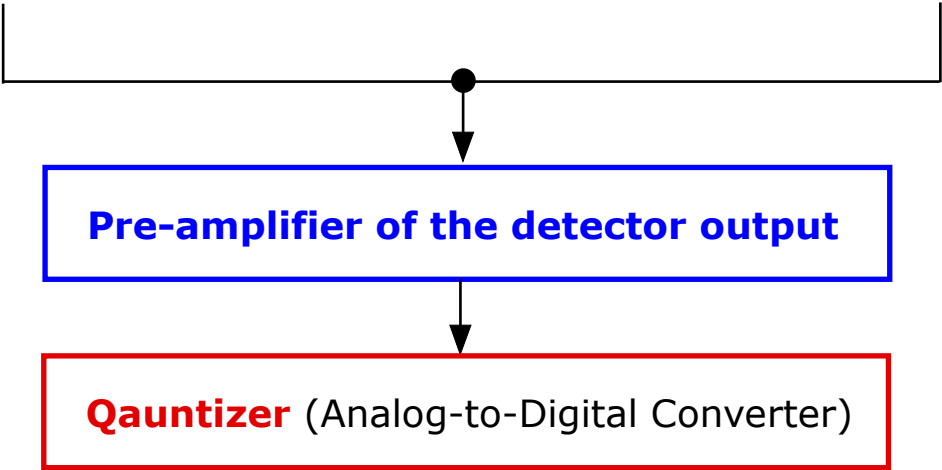 Pre-amplifier of the detector output
Qauntizer (Analog-to-Digital Converter)